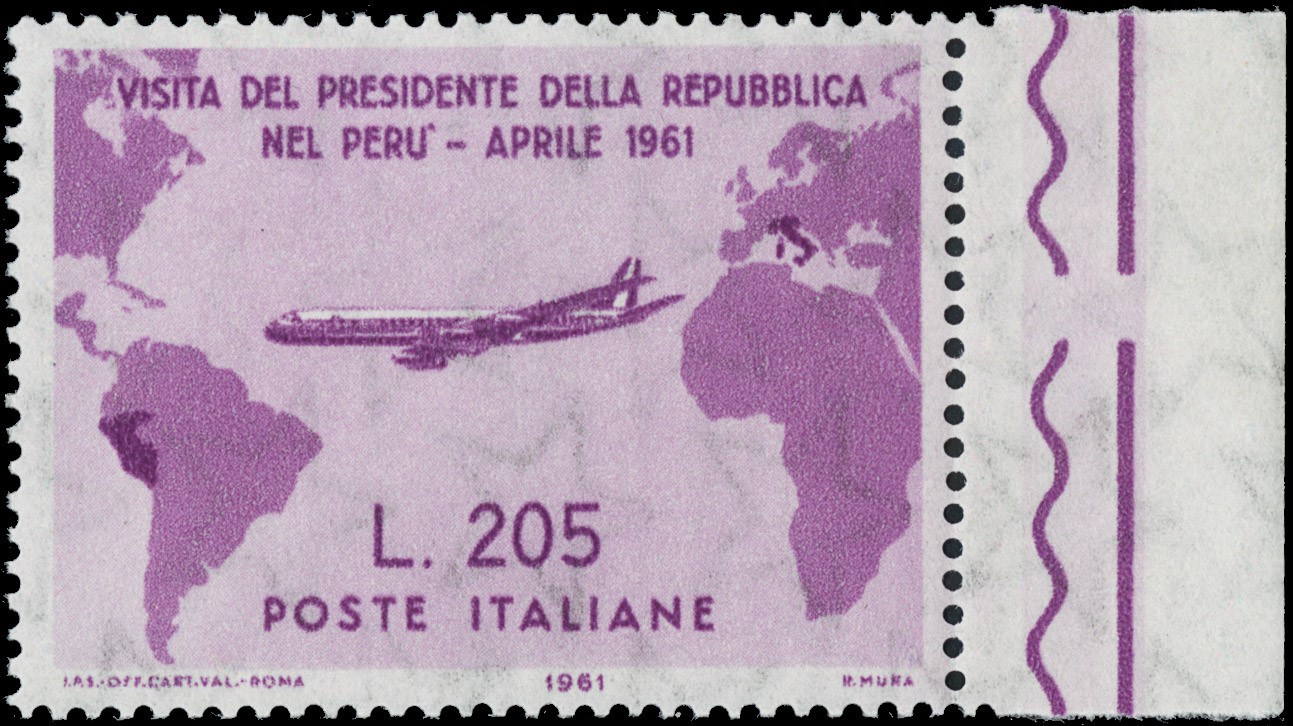 VISITA DEL PRESIDENTE DELLA REPUBBLICA
NEL PERU' - APRILE 1961
L. 205
POSTE ITALIANE
I.P.S.-OFF.CART.VAL.-ROMA 1961 R.MURA